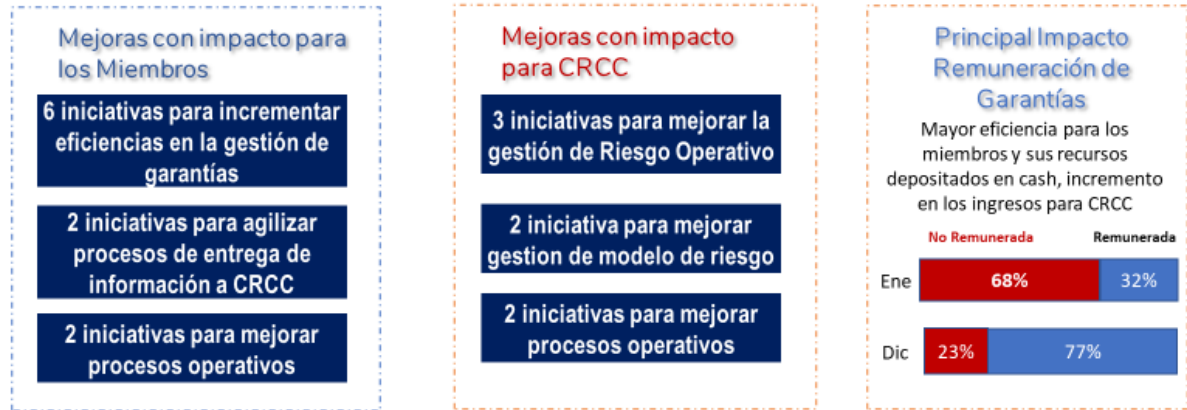 Mejoras con impacto para
los Miembros
6 iniciativas para incrementar
eficiencias en la gestión de
garantías
2 iniciativas para agilizar
procesos de entrega de
información a CRCC
2 iniciativas para mejorar
procesos operativos
Mejoras con impacto
para CRCC
3 iniciativas para mejorar la
gestión de Riesgo Operativo
2 iniciativa para mejorar
gestion de modelo de riesgo
2 iniciativas para mejorar
procesos operativos
Principal Impacto
Remuneración de
Garantías
Mayor eficiencia para los
miembros y sus recursos
depositados en cash, incremento
en los ingresos para CRCC
No Remunerada Remunerada
Ene 68% 32%
Dic 23% 77%